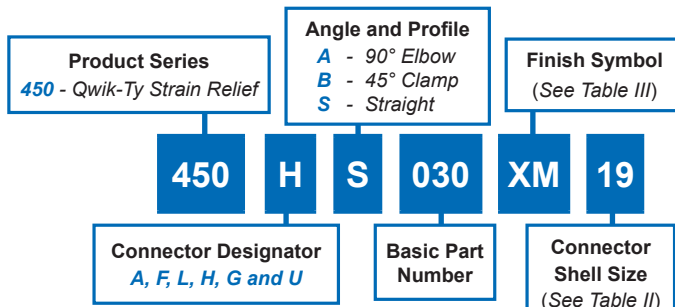 Product Series
450 - Qwik-Ty Strain Relief
Angle and Profile
A - 90° Elbow
B - 45° Clamp
S - Straight
Finish Symbol
(See Table III)
450 H S 030 XM 19
Connector Designator
A, F, L, H, G and U
Basic Part
Number
Connector
Shell Size
(See Table II)